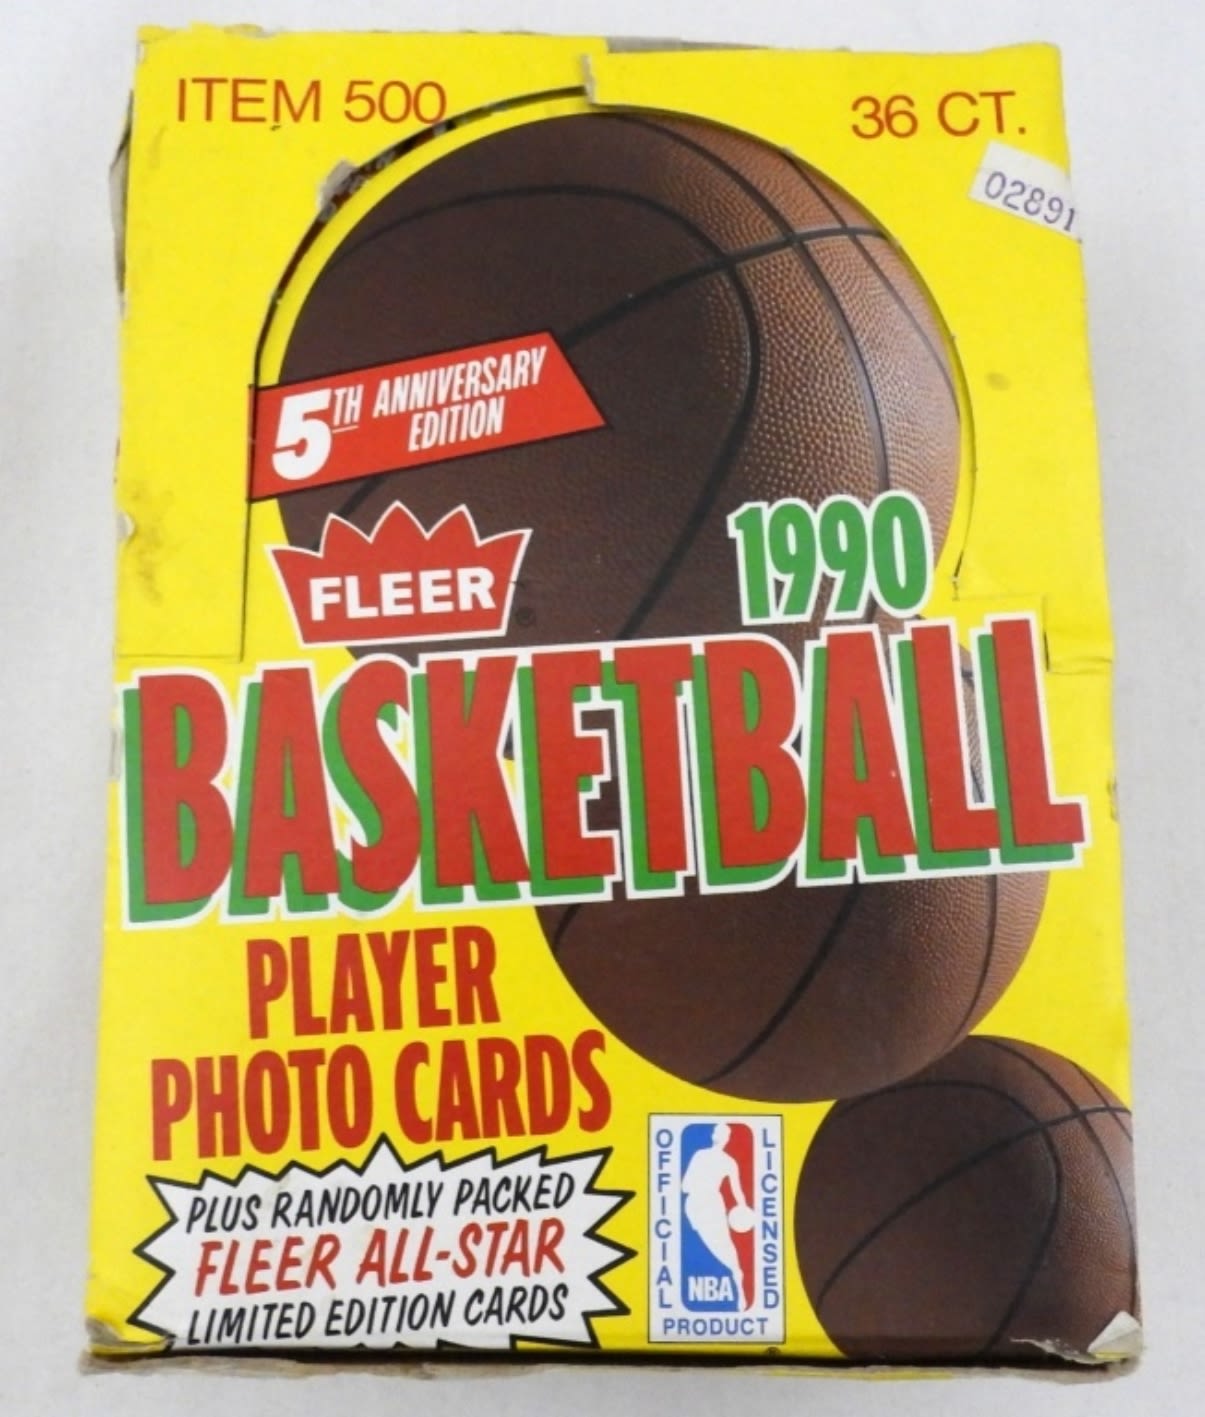 ITEM 500
36 CT.
02891
5TH ANNIVERSARY
EDITION
FLEER
®
1990
BASKETBALL
PLAYER
PHOTO CARDS
PLUS RANDOMLY PACKED
FLEER ALL-STAR
LIMITED EDITION CARDS
OFFICIAL
LICENSED
NBA
PRODUCT
®